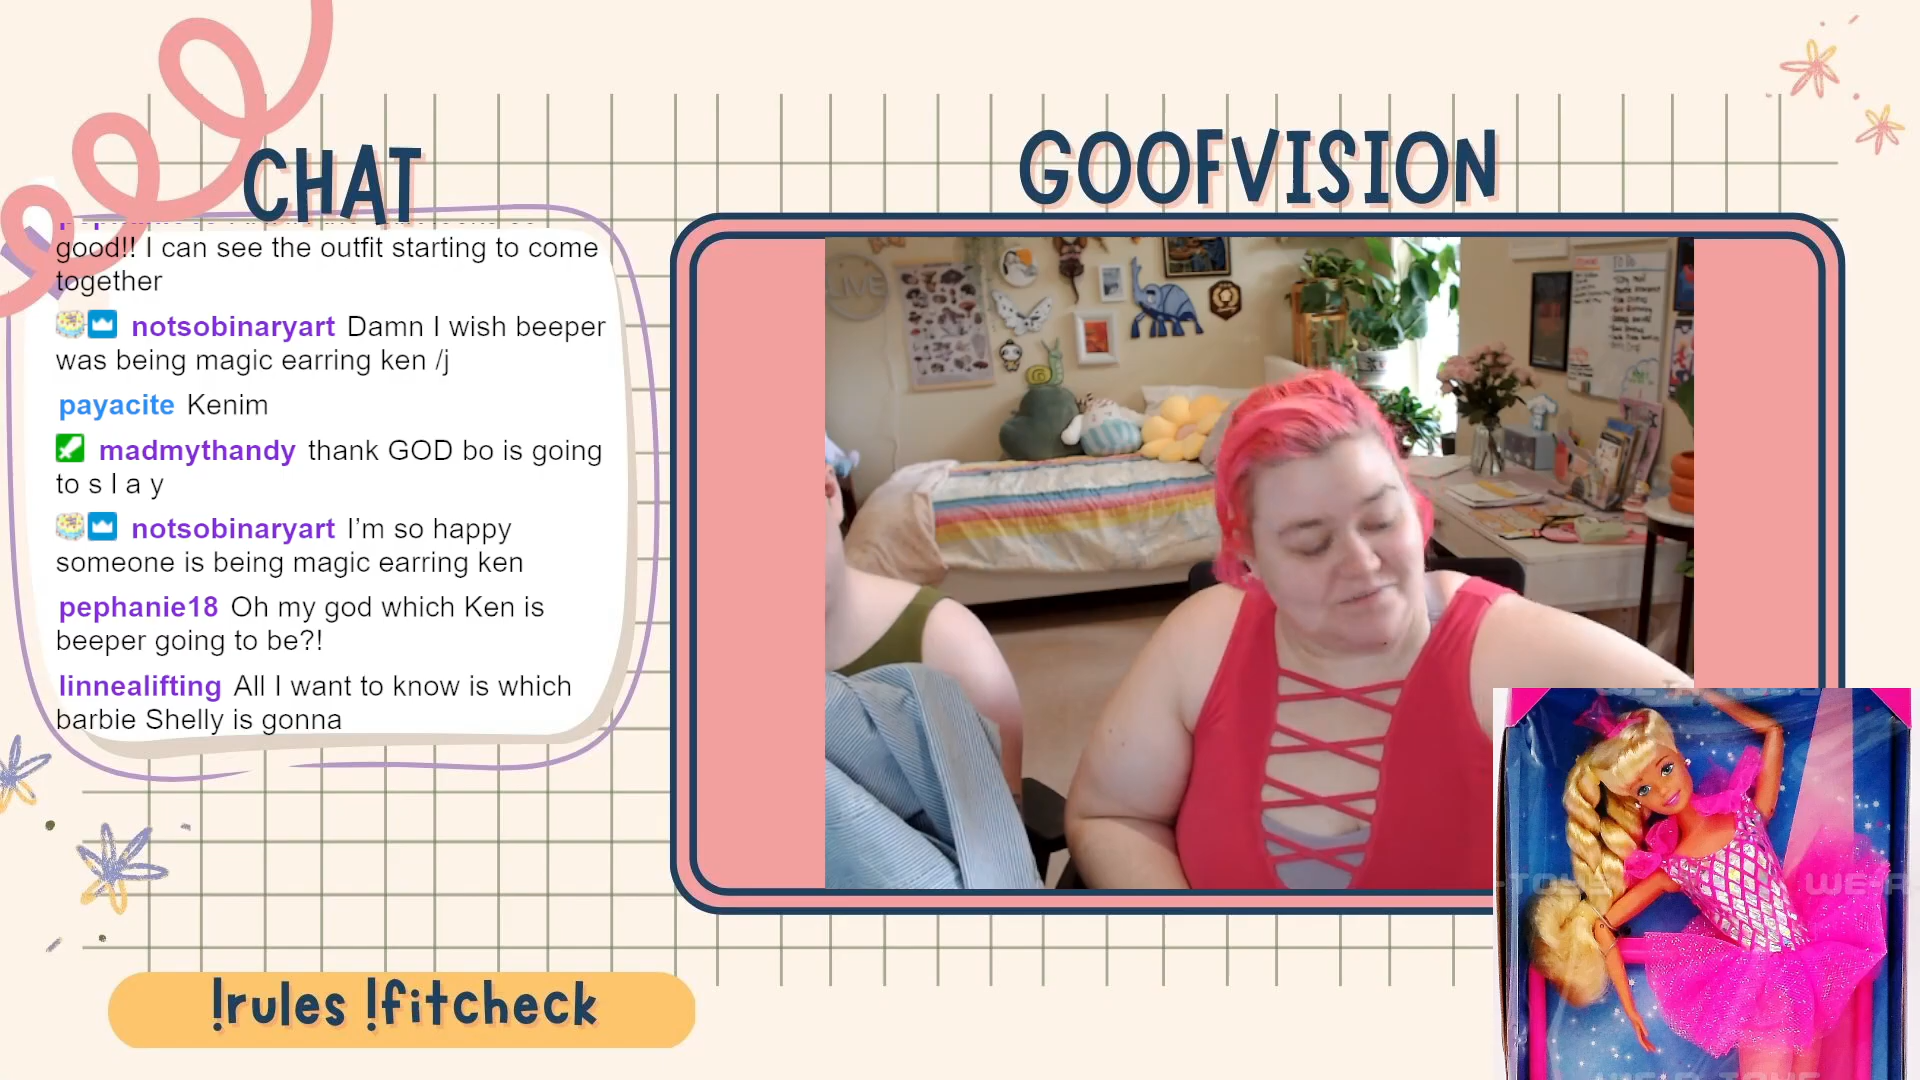 CHAT
GOOFVISION
good!! I can see the outfit starting to come
together
notsobinaryart Damn I wish beeper
was being magic earring ken /j
payacite Kenim
madmythandy thank GOD bo is going
to s l a y
notsobinaryart I’m so happy
someone is being magic earring ken
pephanie18 Oh my god which Ken is
beeper going to be?!
linnealifting All I want to know is which
barbie Shelly is gonna
!rules !fitcheck
LIVE
TO DO